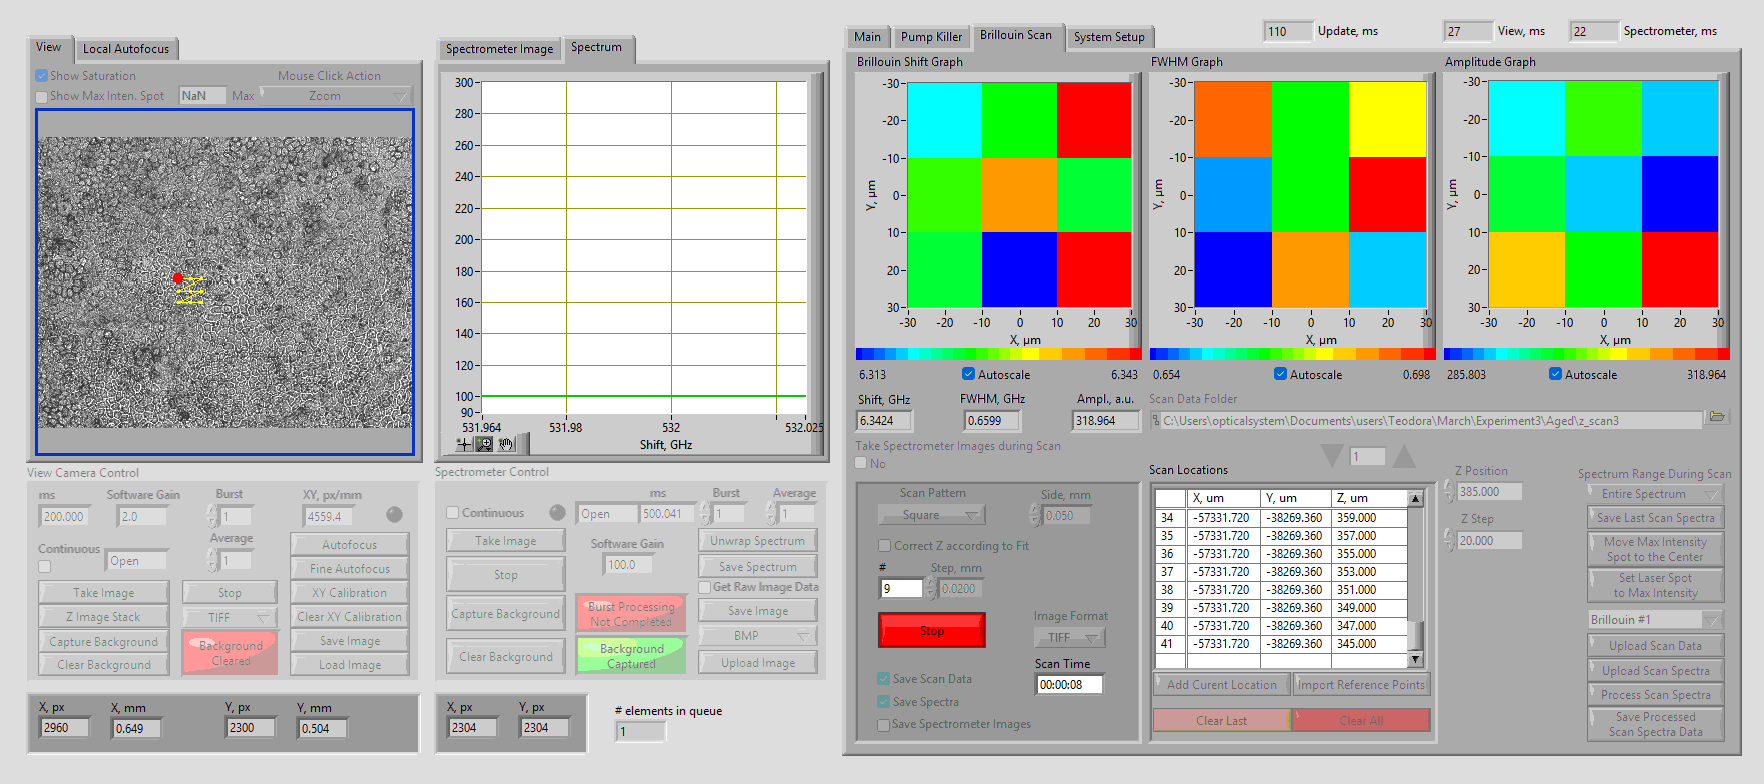 110 Update, ms 27 View, ms 22 Spectrometer, ms
View Local Autofocus
Show Saturation Mouse Click Action
Show Max Inten. Spot NaN Max Zoom
Spectrometer Image Spectrum
300
280
260
240
220
200
180
160
140
120
100
90
531.964 531.98 532 532.025
Shift, GHz
Main Pump Killer Brillouin Scan System Setup
Brillouin Shift Graph FWHM Graph Amplitude Graph
-30 -30 -30
-20 -20 -20
-10 -10 -10
0 0 0
10 10 10
20 20 20
30 30 30
Y, µm Y, µm Y, µm
-30 -20 -10 0 10 20 30 -30 -20 -10 0 10 20 30 -30 -20 -10 0 10 20 30
X, µm X, µm X, µm
6.313 Autoscale 6.343 0.654 Autoscale 0.698 285.803 Autoscale 318.964
Shift, GHz FWHM, GHz Ampl., a.u. Scan Data Folder
6.3424 0.6599 318.964 C:\Users\opticalsystem\Documents\users\Teodora\March\Experiment3\Aged\z_scan3
Take Spectrometer Images during Scan
No
1
View Camera Control
ms Software Gain Burst XY, px/mm
200.000 2.0 1 4559.4
Continuous Open Average 1
Autofocus
Fine Autofocus
Take Image Stop XY Calibration
Z Image Stack TIFF Clear XY Calibration
Capture Background Background Cleared Save Image
Clear Background Load Image
X, px X, mm Y, px Y, mm
2960 0.649 2300 0.504
Spectrometer Control
ms Burst Average
Continuous Open 500.041 1 1
Take Image Software Gain Unwrap Spectrum
Stop 100.0 Save Spectrum
Get Raw Image Data
Capture Background Burst Processing Not Completed Save Image
BMP
Clear Background Background Captured Upload Image
X, px Y, px # elements in queue
2304 2304 1
Scan Pattern Side, mm
Square 0.050
Correct Z according to Fit
# Step, mm
9 0.0200
Stop Image Format
TIFF
Scan Time
Save Scan Data 00:00:08
Save Spectra
Save Spectrometer Images
Scan Locations
X, um Y, um Z, um
34 -57331.720 -38269.360 359.000
35 -57331.720 -38269.360 357.000
36 -57331.720 -38269.360 355.000
37 -57331.720 -38269.360 353.000
38 -57331.720 -38269.360 351.000
39 -57331.720 -38269.360 349.000
40 -57331.720 -38269.360 347.000
41 -57331.720 -38269.360 345.000
Add Curent Location Import Reference Points
Clear Last Clear All
Z Position
385.000
Z Step
20.000
Spectrum Range During Scan
Entire Spectrum
Save Last Scan Spectra
Move Max Intensity
Spot to the Center
Set Laser Spot
to Max Intensity
Brillouin #1
Upload Scan Data
Upload Scan Spectra
Process Scan Spectra
Save Processed
Scan Spectra Data